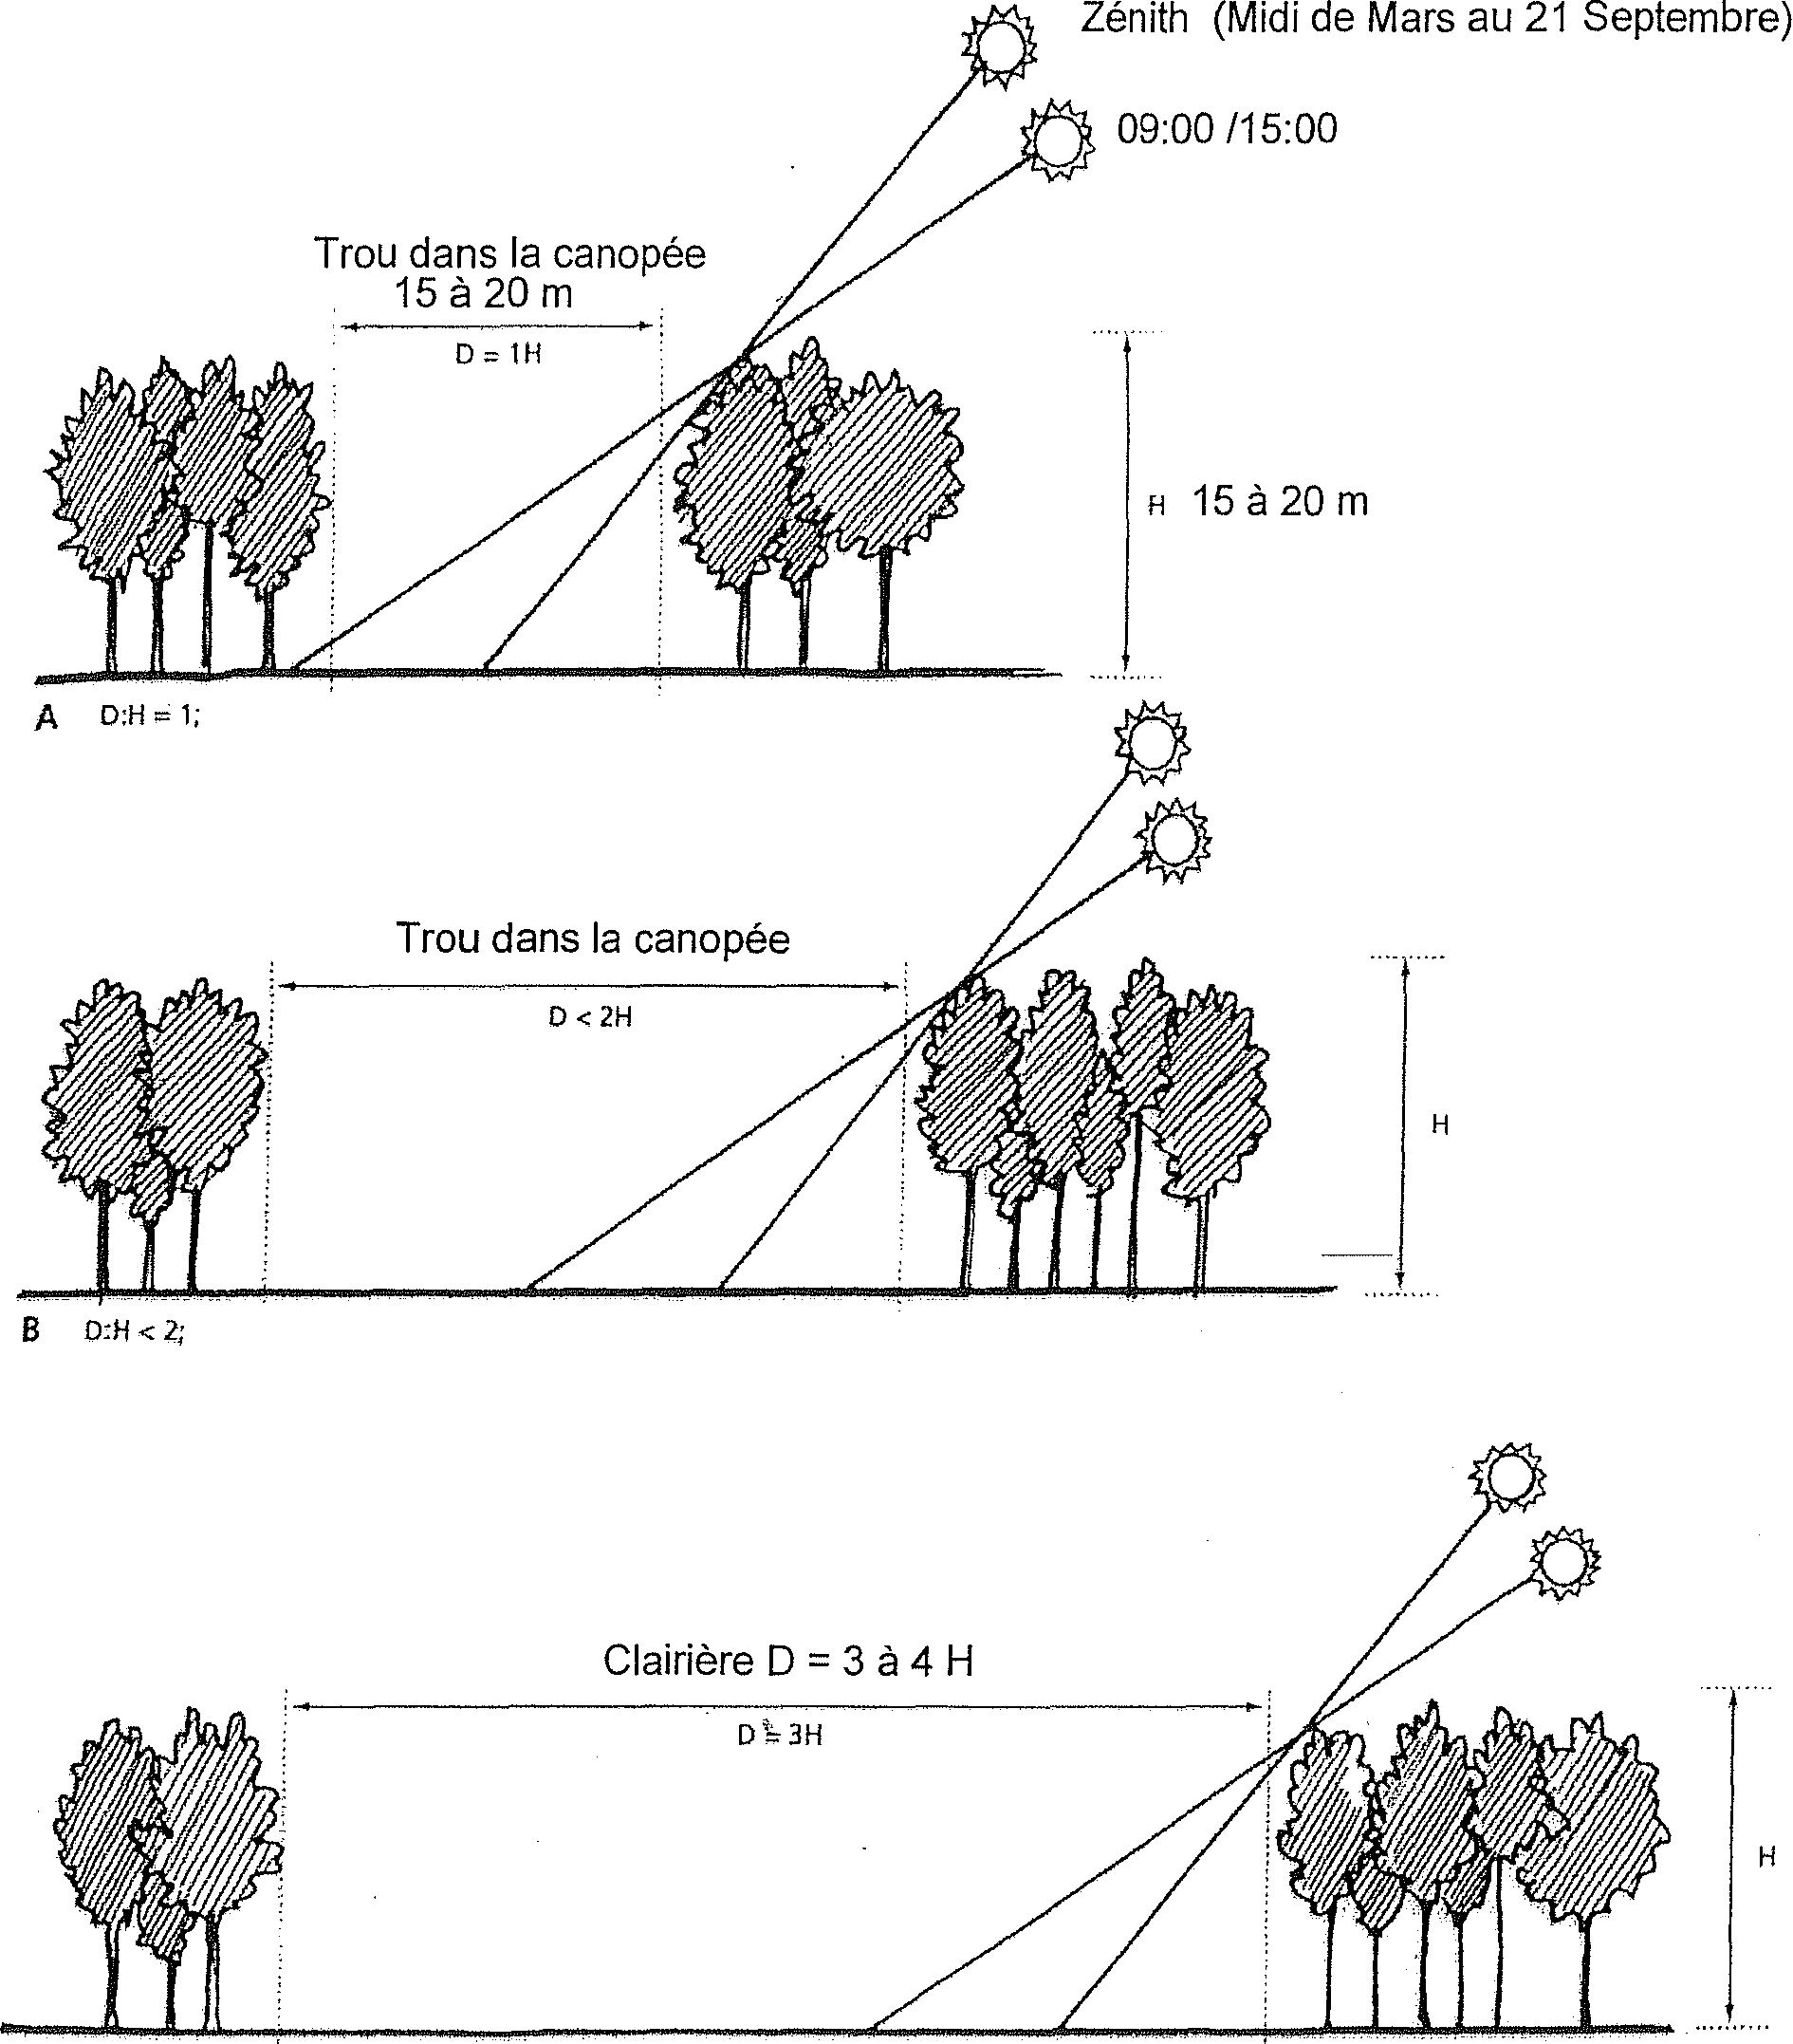 Zénith (Midi de Mars au 21 Septembre)
09:00 /15:00
Trou dans la canopée
15 à 20 m
D = 1H
H 15 à 20 m
A D:H = 1;
Trou dans la canopée
D < 2H
H
B D:H < 2;
Clairière D = 3 à 4 H
D = 3H
H